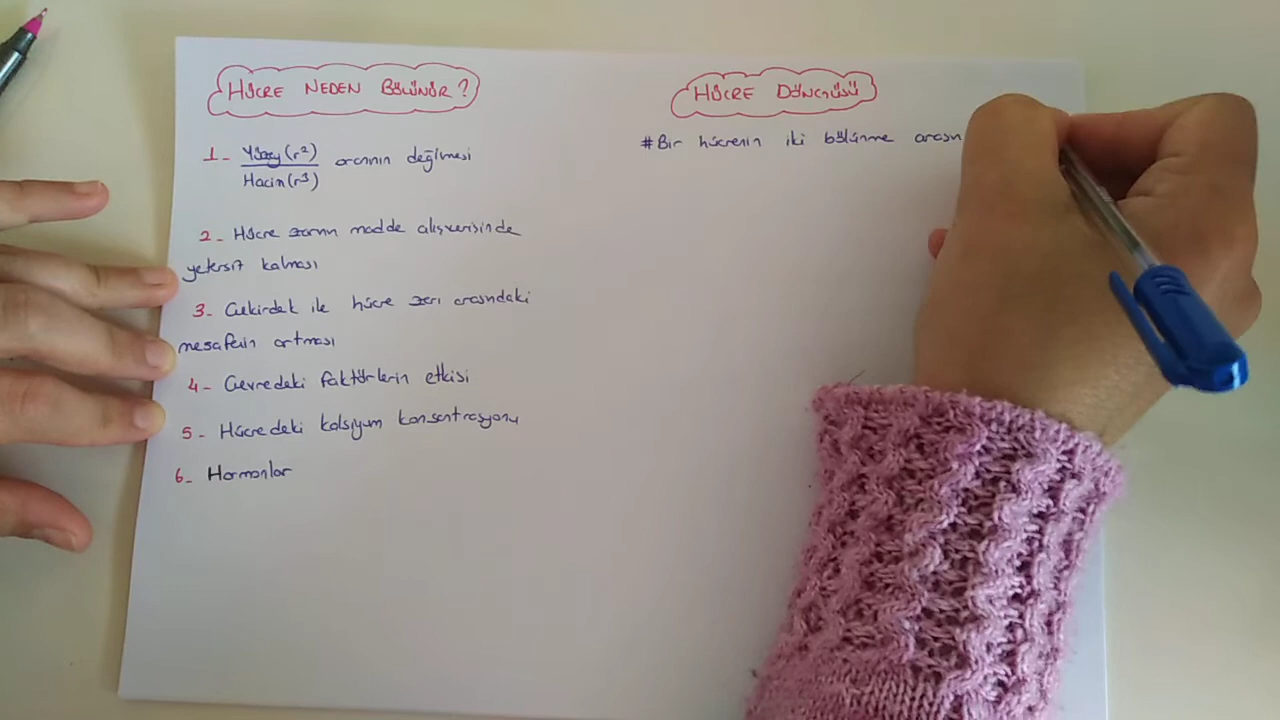 HÜCRE NEDEN BÖLÜNÜR?
1- Yüzey (r²)
Hacim (r³)
oranının değişmesi
2- Hücre zarının madde alışverişinde
yetersiz kalması
3- Çekirdek ile hücre zarı arasındaki
mesafenin artması
4- Çevredeki faktörlerin etkisi
5- Hücredeki kalsiyum konsantrasyonu
6- Hormonlar
HÜCRE DÖNGÜSÜ
#Bir hücrenin iki bölünme arasın